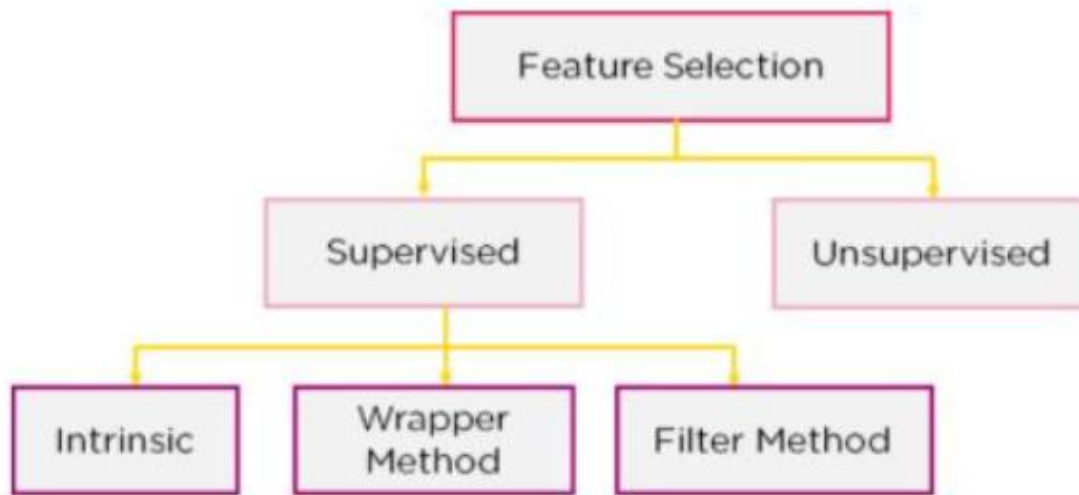 Feature Selection
Supervised
Unsupervised
Intrinsic
Wrapper
Method
Filter Method